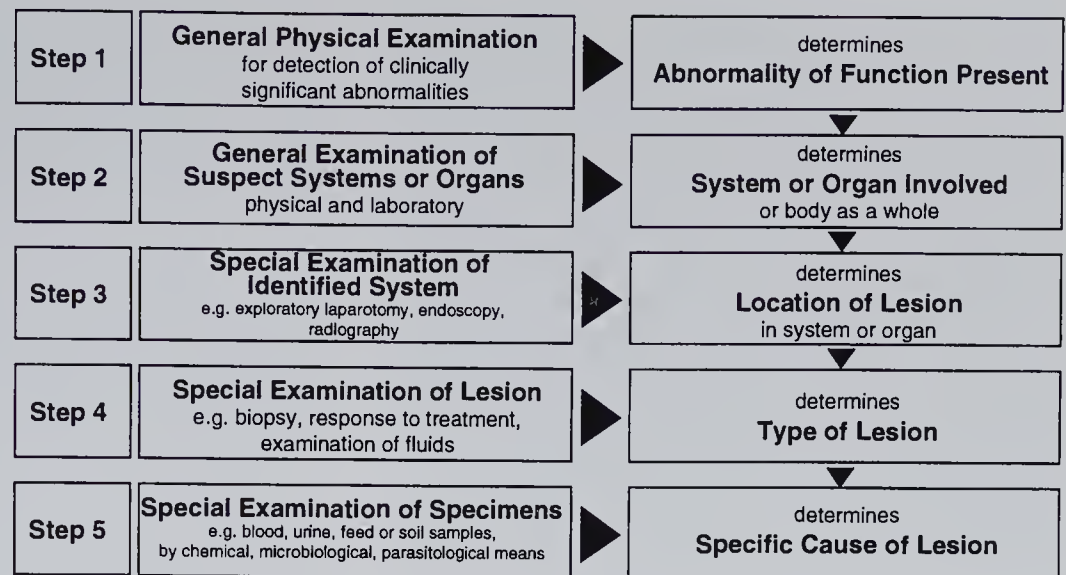 Step 1
General Physical Examination
for detection of clinically
significant abnormalities
determines
Abnormality of Function Present
Step 2
General Examination of
Suspect Systems or Organs
physical and laboratory
determines
System or Organ Involved
or body as a whole
Step 3
Special Examination of
Identified System
e.g. exploratory laparotomy, endoscopy,
radiography
determines
Location of Lesion
in system or organ
Step 4
Special Examination of Lesion
e.g. biopsy, response to treatment,
examination of fluids
determines
Type of Lesion
Step 5
Special Examination of Specimens
e.g. blood, urine, feed or soil samples,
by chemical, microbiological, parasitological means
determines
Specific Cause of Lesion